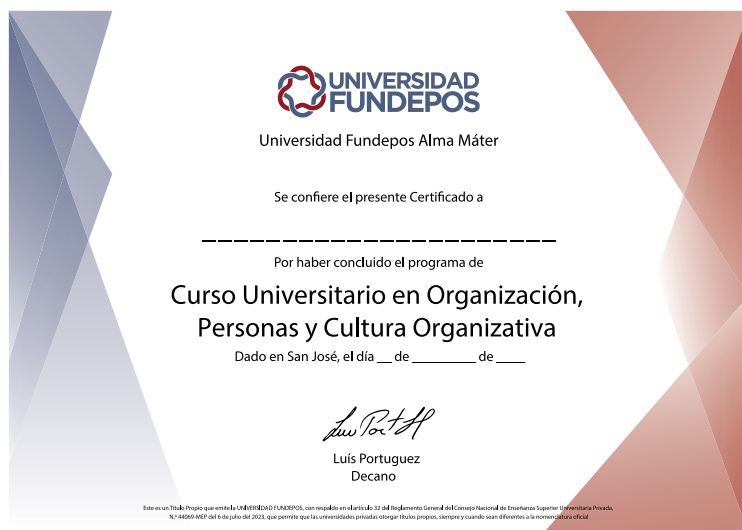 UNIVERSIDAD
FUNDEPOS
Universidad Fundepos Alma Máter
Se confiere el presente Certificado a
______________________
Por haber concluido el programa de
Curso Universitario en Organización,
Personas y Cultura Organizativa
Dado en San José, el día __ de _________ de ____
Luís Portuguez
Decano
Este es un Título Propio que emite la UNIVERSIDAD FUNDEPOS, con respaldo en el artículo 32 del Reglamento General del Consejo Nacional de Enseñanza Superior Universitaria Privada,
N.º 44069-MEP del 6 de julio del 2023, que permite que las universidades privadas otorgar títulos propios, siempre y cuando sean diferentes a la nomenclatura oficial